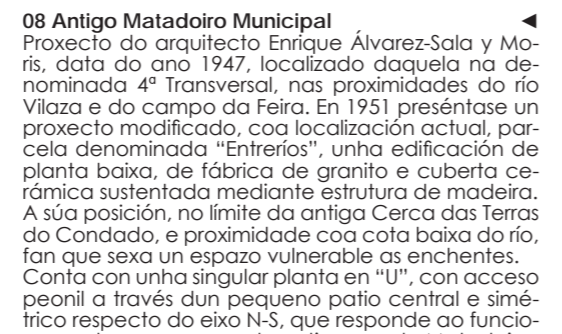 08 Antigo Matadoiro Municipal ◄
Proxecto do arquitecto Enrique Álvarez-Sala y Mo-
ris, data do ano 1947, localizado daquela na de-
nominada 4ª Transversal, nas proximidades do río
Vilaza e do campo da Feira. En 1951 preséntase un
proxecto modificado, coa localización actual, par-
cela denominada “Entreríos”, unha edificación de
planta baixa, de fábrica de granito e cuberta ce-
rámica sustentada mediante estrutura de madeira.
A súa posición, no límite da antiga Cerca das Terras
do Condado, e proximidade coa cota baixa do río,
fan que sexa un espazo vulnerable as enchentes.
Conta con unha singular planta en “U”, con acceso
peonil a través dun pequeno patio central e simé-
trico respecto do eixo N-S, que responde ao funcio-